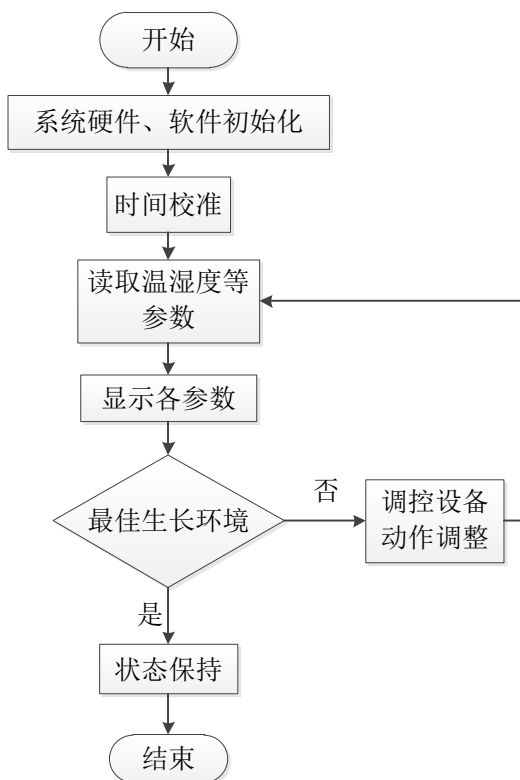 开始
系统硬件、软件初始化
时间校准
读取温湿度等
参数
显示各参数
最佳生长环境
否
调控设备
动作调整
是
状态保持
结束